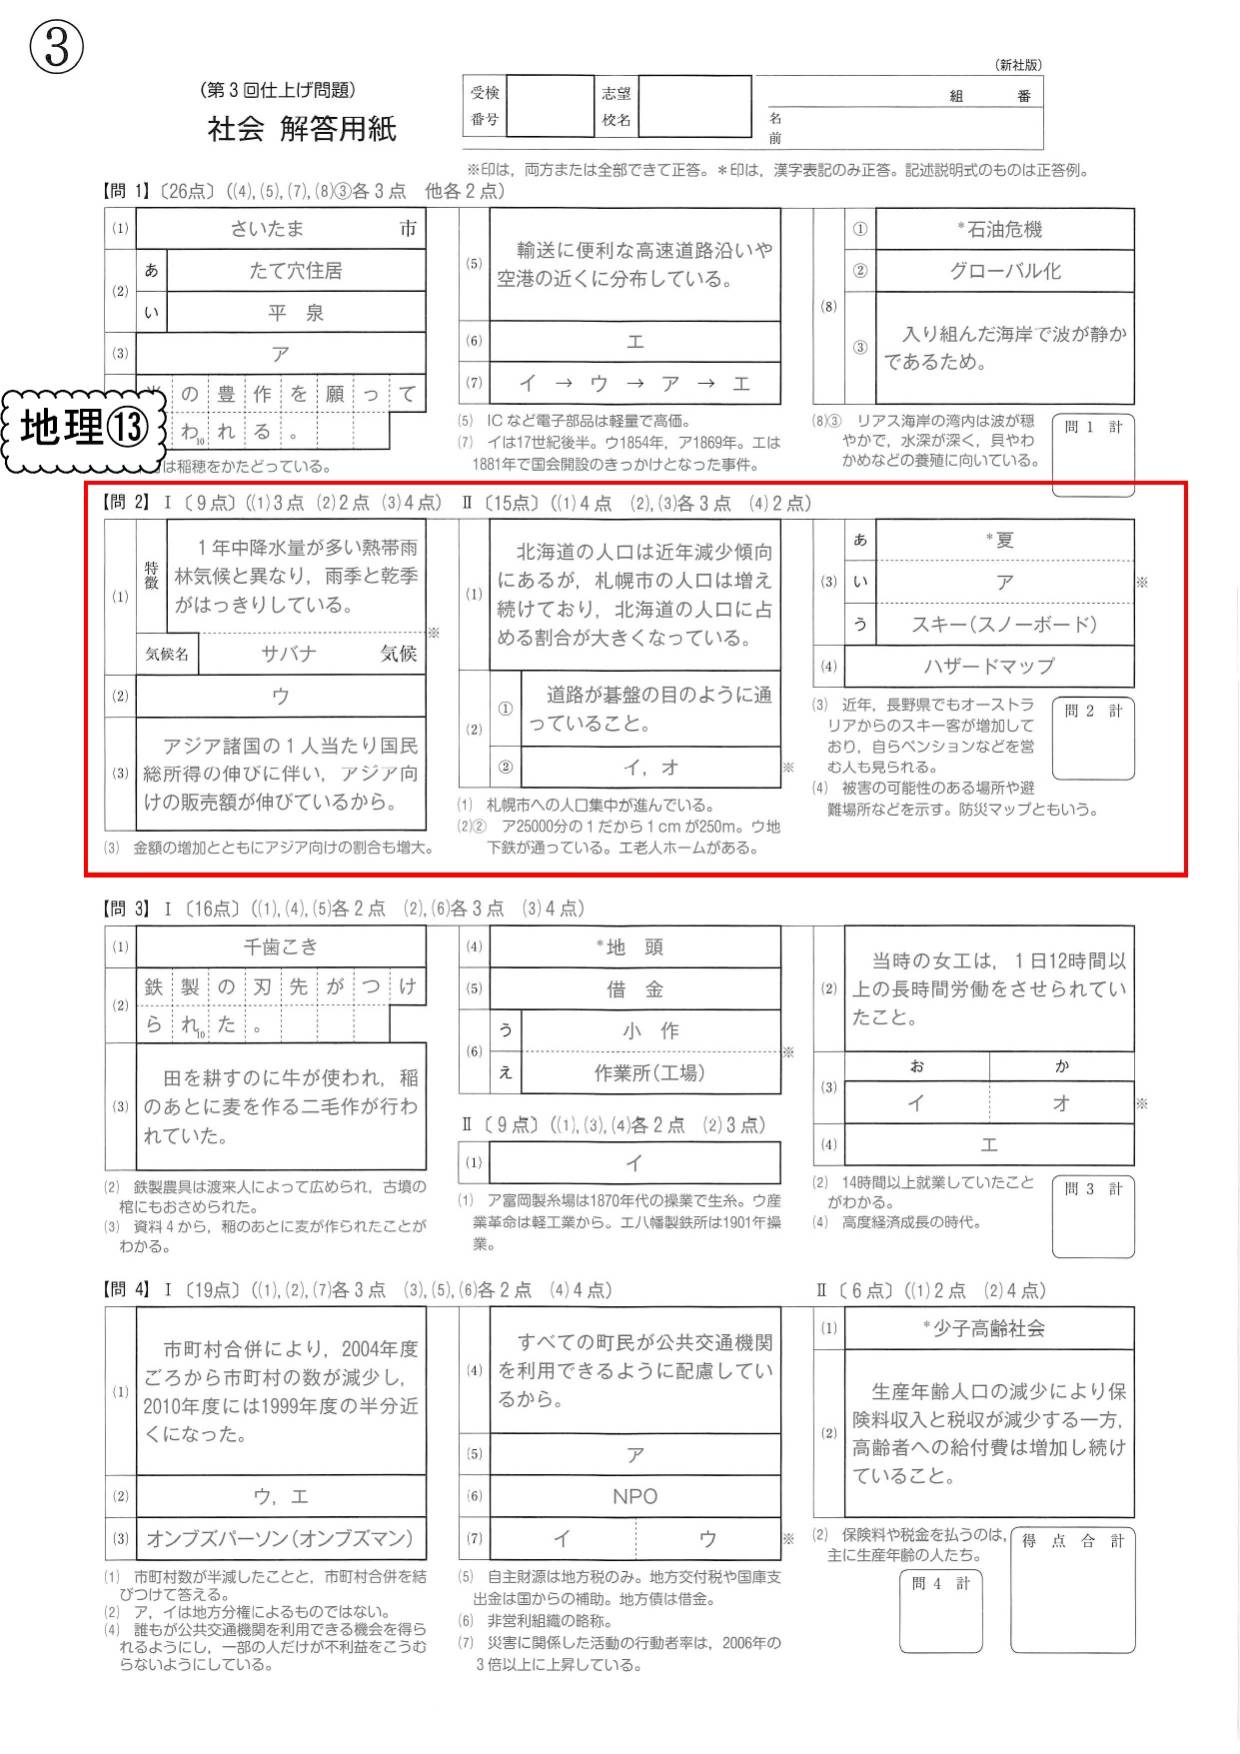 ③
(新社版)
(第3回仕上げ問題)
社会 解答用紙
受検番号
志望校名
組 番
名前
※印は，両方または全部できて正答。＊印は，漢字表記のみ正答。記述説明式のものは正答例。
【問 1】〔26点〕((4),(5),(7),(8)③各3点 他各2点)
(1) さいたま 市
(2) あ たて穴住居
い 平 泉
(3) ア
の豊作を願って
われる。
10
は稲穂をかたどっている。
地理⑬
(5) 輸送に便利な高速道路沿いや
空港の近くに分布している。
(6) エ
(7) イ → ウ → ア → エ
(5) ICなど電子部品は軽量で高価。
(7) イは17世紀後半。ウ1854年，ア1869年。エは
1881年で国会開設のきっかけとなった事件。
(8) ① *石油危機
② グローバル化
③ 入り組んだ海岸で波が静か
であるため。
(8)③ リアス海岸の湾内は波が穏
やかで，水深が深く，貝やわ
かめなどの養殖に向いている。
問1計
【問 2】Ⅰ〔9点〕((1)3点 (2)2点 (3)4点) Ⅱ〔15点〕((1)4点 (2),(3)各3点 (4)2点)
(1) 特徴 1年中降水量が多い熱帯雨
林気候と異なり，雨季と乾季
がはっきりしている。
気候名 サバナ 気候 ※
(2) ウ
(3) アジア諸国の1人当たり国民
総所得の伸びに伴い，アジア向
けの販売額が伸びているから。
(3) 金額の増加とともにアジア向けの割合も増大。
(1) 北海道の人口は近年減少傾向
にあるが，札幌市の人口は増え
続けており，北海道の人口に占
める割合が大きくなっている。
(2) ① 道路が碁盤の目のように通
っていること。
② イ，オ ※
(1) 札幌市への人口集中が進んでいる。
(2)② ア25000分の1だから1cmが250m。ウ地
下鉄が通っている。エ老人ホームがある。
(3) あ *夏
い ア ※
う スキー(スノーボード)
(4) ハザードマップ
(3) 近年，長野県でもオーストラ
リアからのスキー客が増加して
おり，自らペンションなどを営
む人も見られる。
(4) 被害の可能性のある場所や避
難場所などを示す。防災マップともいう。
問2計
【問 3】Ⅰ〔16点〕((1),(4),(5)各2点 (2),(6)各3点 (3)4点)
(1) 千歯こき
(2) 鉄製の刃先がつけ
られた。
10
(3) 田を耕すのに牛が使われ，稲
のあとに麦を作る二毛作が行わ
れていた。
(2) 鉄製農具は渡来人によって広められ，古墳の
棺にもおさめられた。
(3) 資料4から，稲のあとに麦が作られたことが
わかる。
(4) *地 頭
(5) 借 金
(6) う 小 作
え 作業所(工場) ※
Ⅱ〔9点〕((1),(3),(4)各2点 (2)3点)
(1) イ
(1) ア富岡製糸場は1870年代の操業で生糸。ウ産
業革命は軽工業から。エ八幡製鉄所は1901年操
業。
(2) 当時の女工は，1日12時間以
上の長時間労働をさせられてい
たこと。
(3) お か
イ オ ※
(4) エ
(2) 14時間以上就業していたこと
がわかる。
(4) 高度経済成長の時代。
問3計
【問 4】Ⅰ〔19点〕((1),(2),(7)各3点 (3),(5),(6)各2点 (4)4点)
(1) 市町村合併により，2004年度
ごろから市町村の数が減少し，
2010年度には1999年度の半分近
くになった。
(2) ウ，エ
(3) オンブズパーソン(オンブズマン)
(1) 市町村数が半減したことと，市町村合併を結
びつけて答える。
(2) ア，イは地方分権によるものではない。
(4) 誰もが公共交通機関を利用できる機会を得ら
れるようにし，一部の人だけが不利益をこうむ
らないようにしている。
(4) すべての町民が公共交通機関
を利用できるように配慮してい
るから。
(5) ア
(6) NPO
(7) イ ウ ※
(5) 自主財源は地方税のみ。地方交付税や国庫支
出金は国からの補助。地方債は借金。
(6) 非営利組織の略称。
(7) 災害に関係した活動の行動者率は，2006年の
3倍以上に上昇している。
Ⅱ〔6点〕((1)2点 (2)4点)
(1) *少子高齢社会
(2) 生産年齢人口の減少により保
険料収入と税収が減少する一方，
高齢者への給付費は増加し続け
ていること。
(2) 保険料や税金を払うのは，
主に生産年齢の人たち。
問4計
得点合計